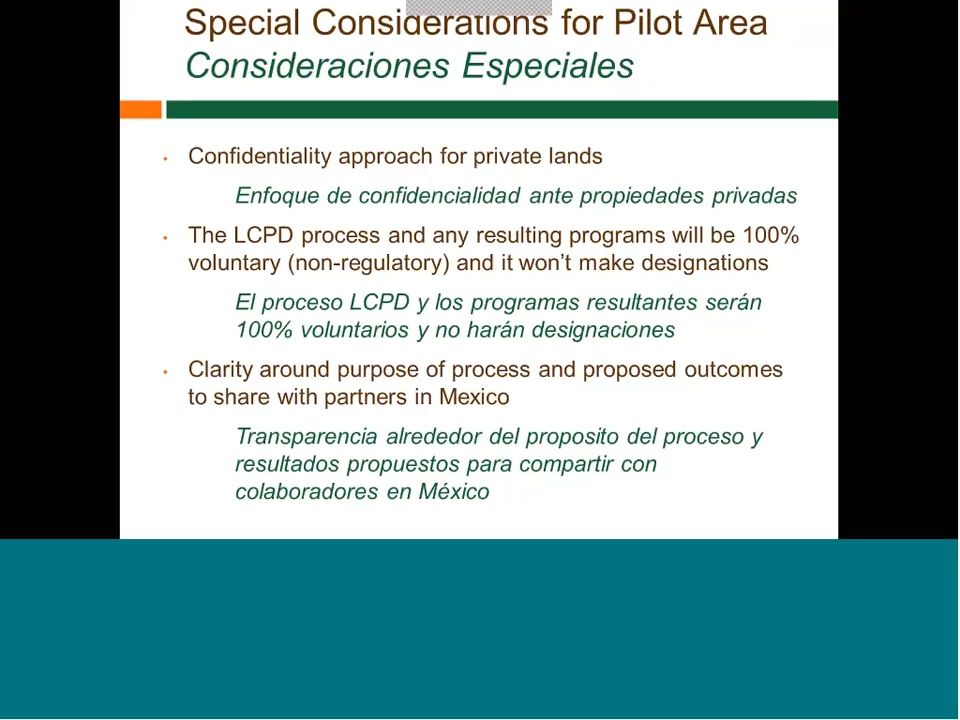 Special Considerations for Pilot Area
Consideraciones Especiales
• Confidentiality approach for private lands
Enfoque de confidencialidad ante propiedades privadas
• The LCPD process and any resulting programs will be 100%
voluntary (non-regulatory) and it won't make designations
El proceso LCPD y los programas resultantes serán
100% voluntarios y no harán designaciones
• Clarity around purpose of process and proposed outcomes
to share with partners in Mexico
Transparencia alrededor del proposito del proceso y
resultados propuestos para compartir con
colaboradores en México